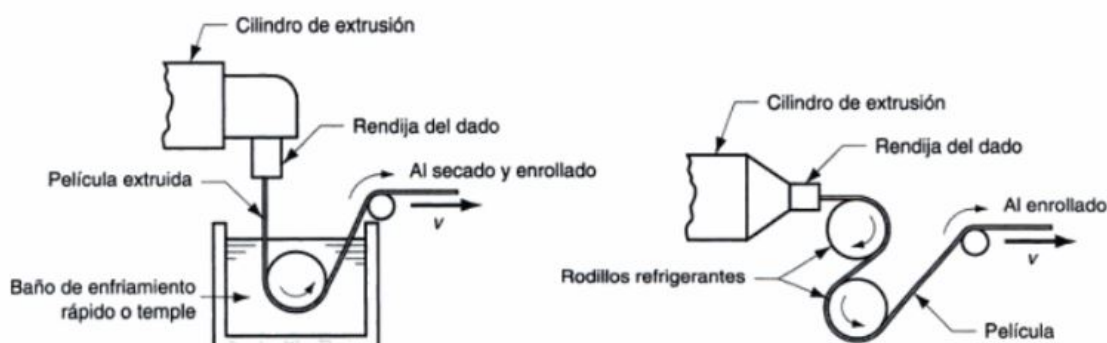 Cilindro de extrusión
Rendija del dado
Película extruida
Al secado y enrollado
v
Baño de enfriamiento
rápido o temple
Cilindro de extrusión
Rendija del dado
Al enrollado
v
Rodillos refrigerantes
Película